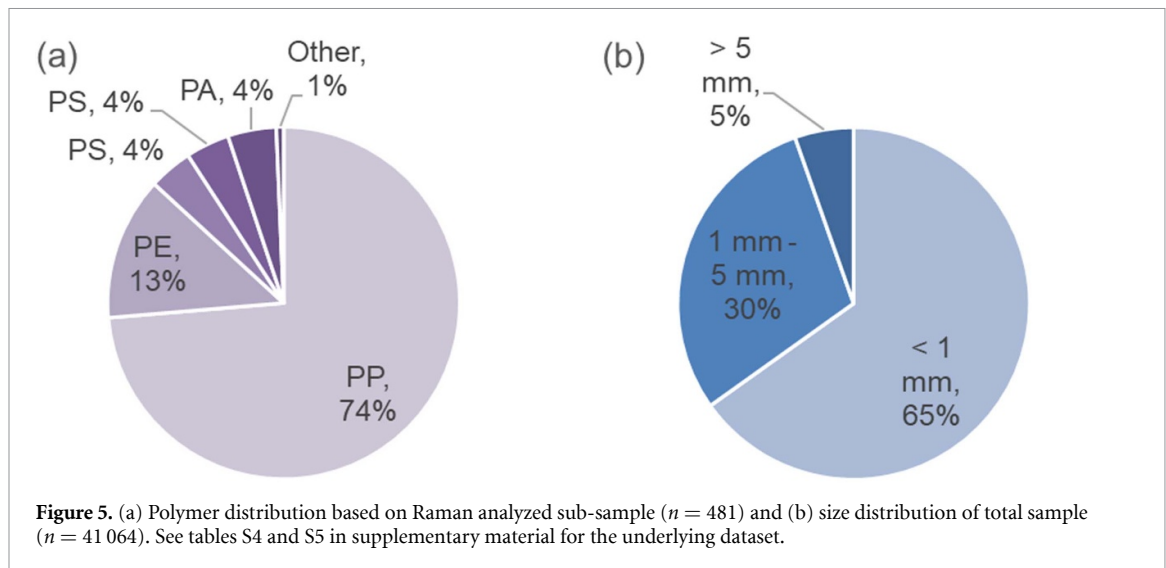 (a)
Other,
1%
PA, 4%
PS, 4%
PS, 4%
PE,
13%
PP,
74%
(b)
> 5
mm,
5%
1 mm -
5 mm,
30%
< 1
mm,
65%
Figure 5. (a) Polymer distribution based on Raman analyzed sub-sample (n = 481) and (b) size distribution of total sample
(n = 41 064). See tables S4 and S5 in supplementary material for the underlying dataset.